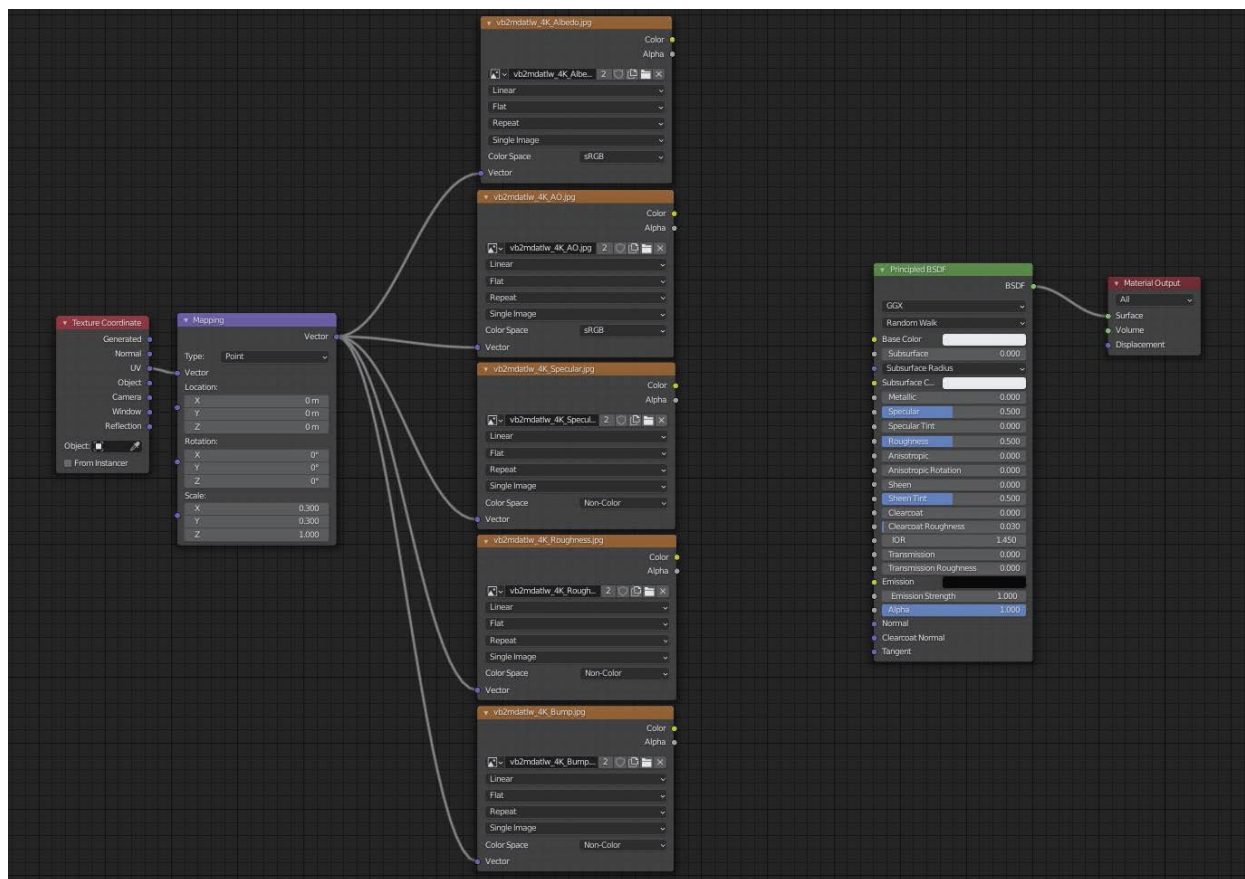 Texture Coordinate
Generated
Normal
UV
Object
Camera
Window
Reflection
Object:
From Instancer
Mapping
Vector
Type: Point
Vector
Location:
X 0 m
Y 0 m
Z 0 m
Rotation:
X 0°
Y 0°
Z 0°
Scale:
X 0.300
Y 0.300
Z 1.000
vb2mdatlw_4K_Albedo.jpg
Color
Alpha
vb2mdatlw_4K_Albe... 2
Linear
Flat
Repeat
Single Image
Color Space sRGB
Vector
vb2mdatlw_4K_AO.jpg
Color
Alpha
vb2mdatlw_4K_AO.jpg 2
Linear
Flat
Repeat
Single Image
Color Space sRGB
Vector
vb2mdatlw_4K_Specular.jpg
Color
Alpha
vb2mdatlw_4K_Specul... 2
Linear
Flat
Repeat
Single Image
Color Space Non-Color
Vector
vb2mdatlw_4K_Roughness.jpg
Color
Alpha
vb2mdatlw_4K_Rough... 2
Linear
Flat
Repeat
Single Image
Color Space Non-Color
Vector
vb2mdatlw_4K_Bump.jpg
Color
Alpha
vb2mdatlw_4K_Bump... 2
Linear
Flat
Repeat
Single Image
Color Space Non-Color
Vector
Principled BSDF
BSDF
GGX
Random Walk
Base Color
Subsurface 0.000
Subsurface Radius
Subsurface C...
Metallic 0.000
Specular 0.500
Specular Tint 0.000
Roughness 0.500
Anisotropic 0.000
Anisotropic Rotation 0.000
Sheen 0.000
Sheen Tint 0.500
Clearcoat 0.000
Clearcoat Roughness 0.030
IOR 1.450
Transmission 0.000
Transmission Roughness 0.000
Emission
Emission Strength 1.000
Alpha 1.000
Normal
Clearcoat Normal
Tangent
Material Output
All
Surface
Volume
Displacement